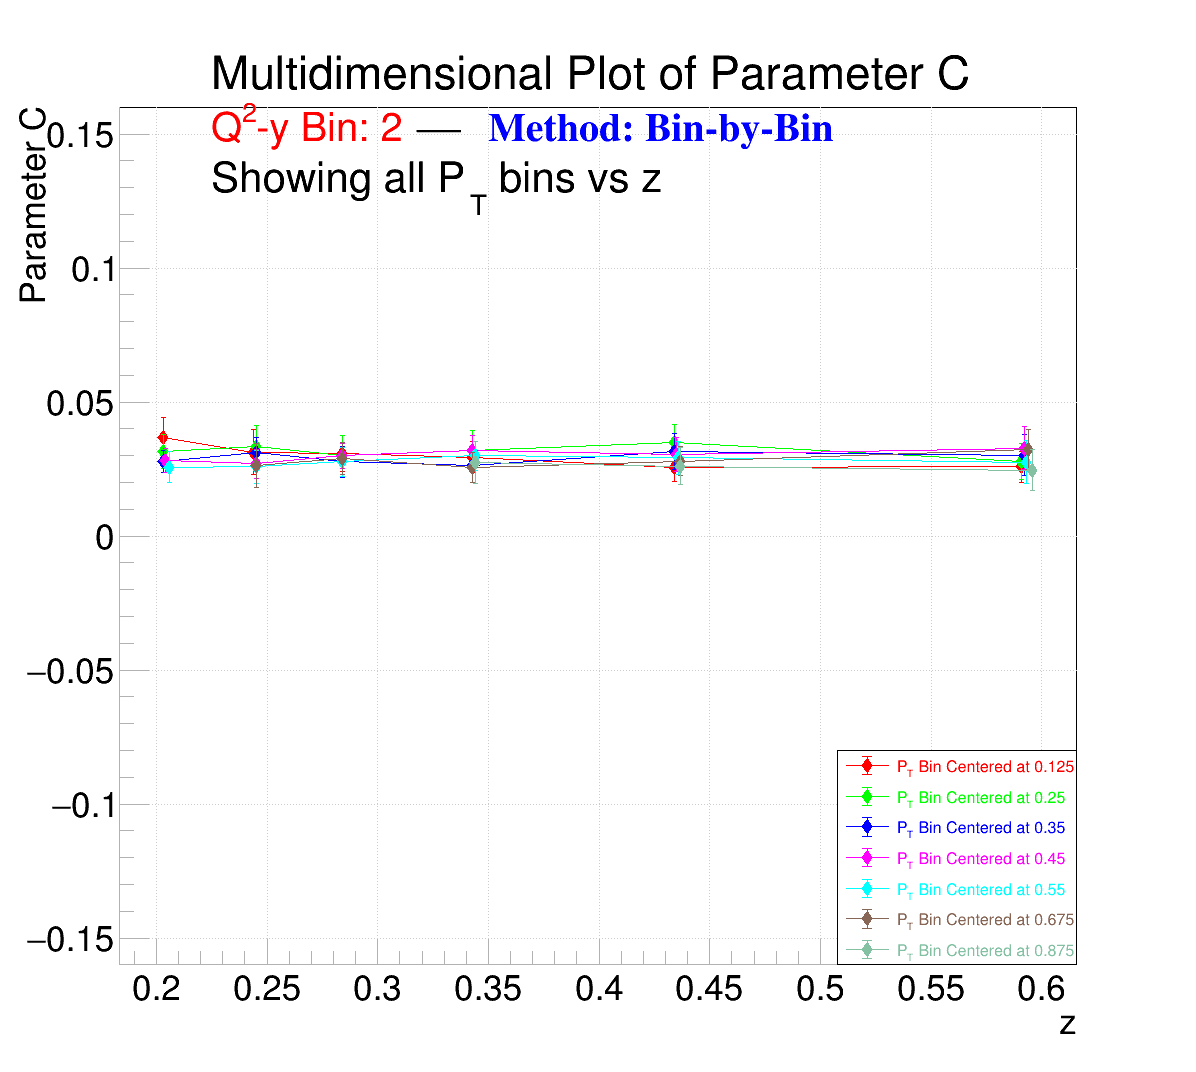 Multidimensional Plot of Parameter C
Q²-y Bin: 2 — Method: Bin-by-Bin
Showing all P_T bins vs z
Parameter C
0.15
0.1
0.05
0
−0.05
−0.1
−0.15
P_T Bin Centered at 0.125
P_T Bin Centered at 0.25
P_T Bin Centered at 0.35
P_T Bin Centered at 0.45
P_T Bin Centered at 0.55
P_T Bin Centered at 0.675
P_T Bin Centered at 0.875
0.2 0.25 0.3 0.35 0.4 0.45 0.5 0.55 0.6
z